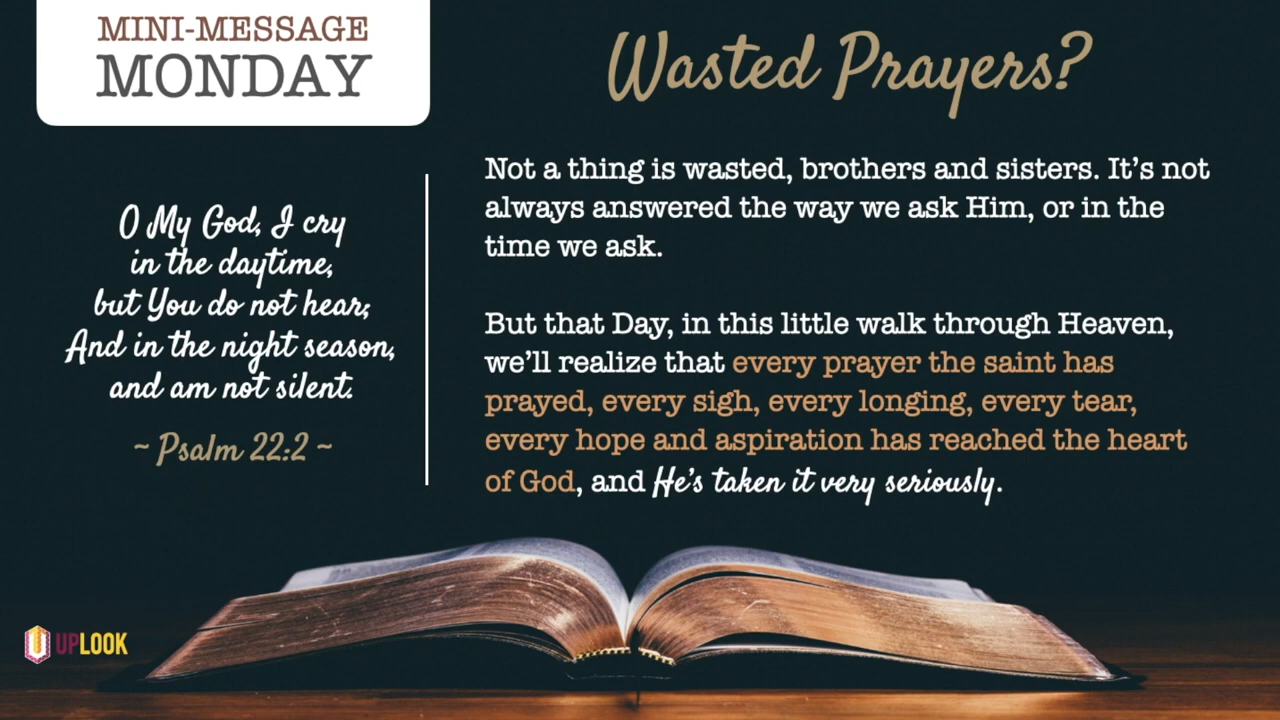 MINI-MESSAGE
MONDAY
Wasted Prayers?
O My God, I cry
in the daytime,
but You do not hear;
And in the night season,
and am not silent.
~ Psalm 22:2 ~
Not a thing is wasted, brothers and sisters. It’s not
always answered the way we ask Him, or in the
time we ask.
But that Day, in this little walk through Heaven,
we’ll realize that every prayer the saint has
prayed, every sigh, every longing, every tear,
every hope and aspiration has reached the heart
of God, and He’s taken it very seriously.
UPLOOK